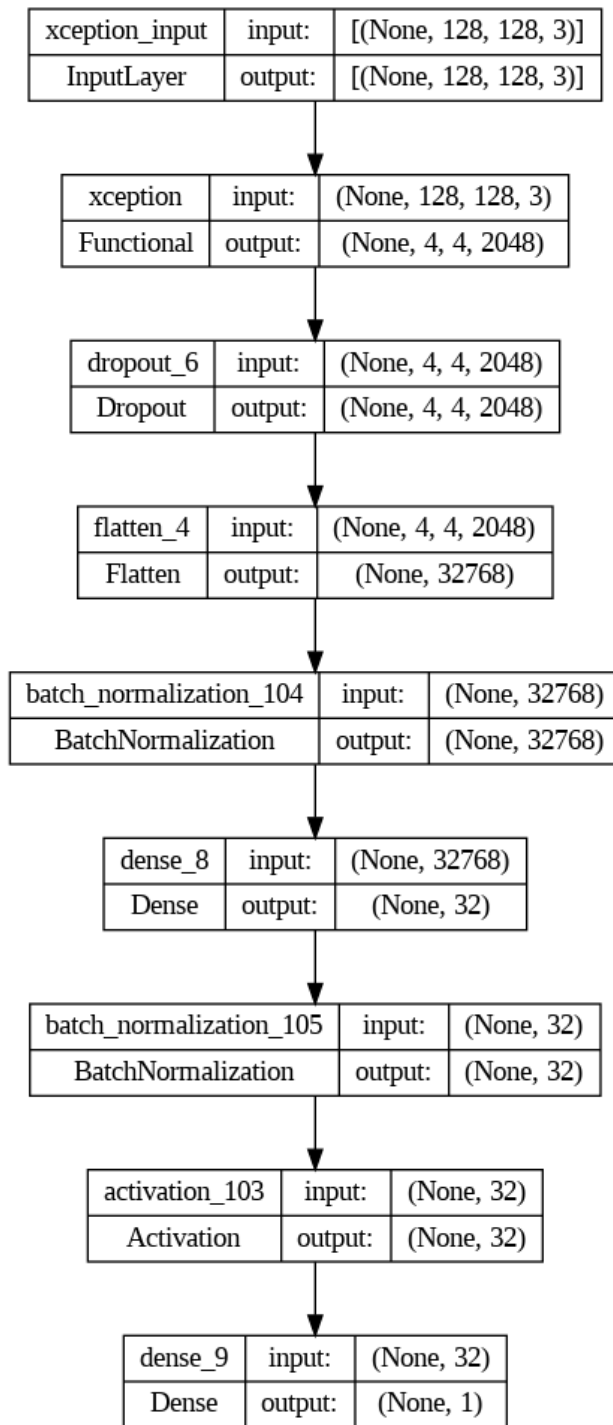 xception_input input: [(None, 128, 128, 3)]
InputLayer output: [(None, 128, 128, 3)]
xception input: (None, 128, 128, 3)
Functional output: (None, 4, 4, 2048)
dropout_6 input: (None, 4, 4, 2048)
Dropout output: (None, 4, 4, 2048)
flatten_4 input: (None, 4, 4, 2048)
Flatten output: (None, 32768)
batch_normalization_104 input: (None, 32768)
BatchNormalization output: (None, 32768)
dense_8 input: (None, 32768)
Dense output: (None, 32)
batch_normalization_105 input: (None, 32)
BatchNormalization output: (None, 32)
activation_103 input: (None, 32)
Activation output: (None, 32)
dense_9 input: (None, 32)
Dense output: (None, 1)